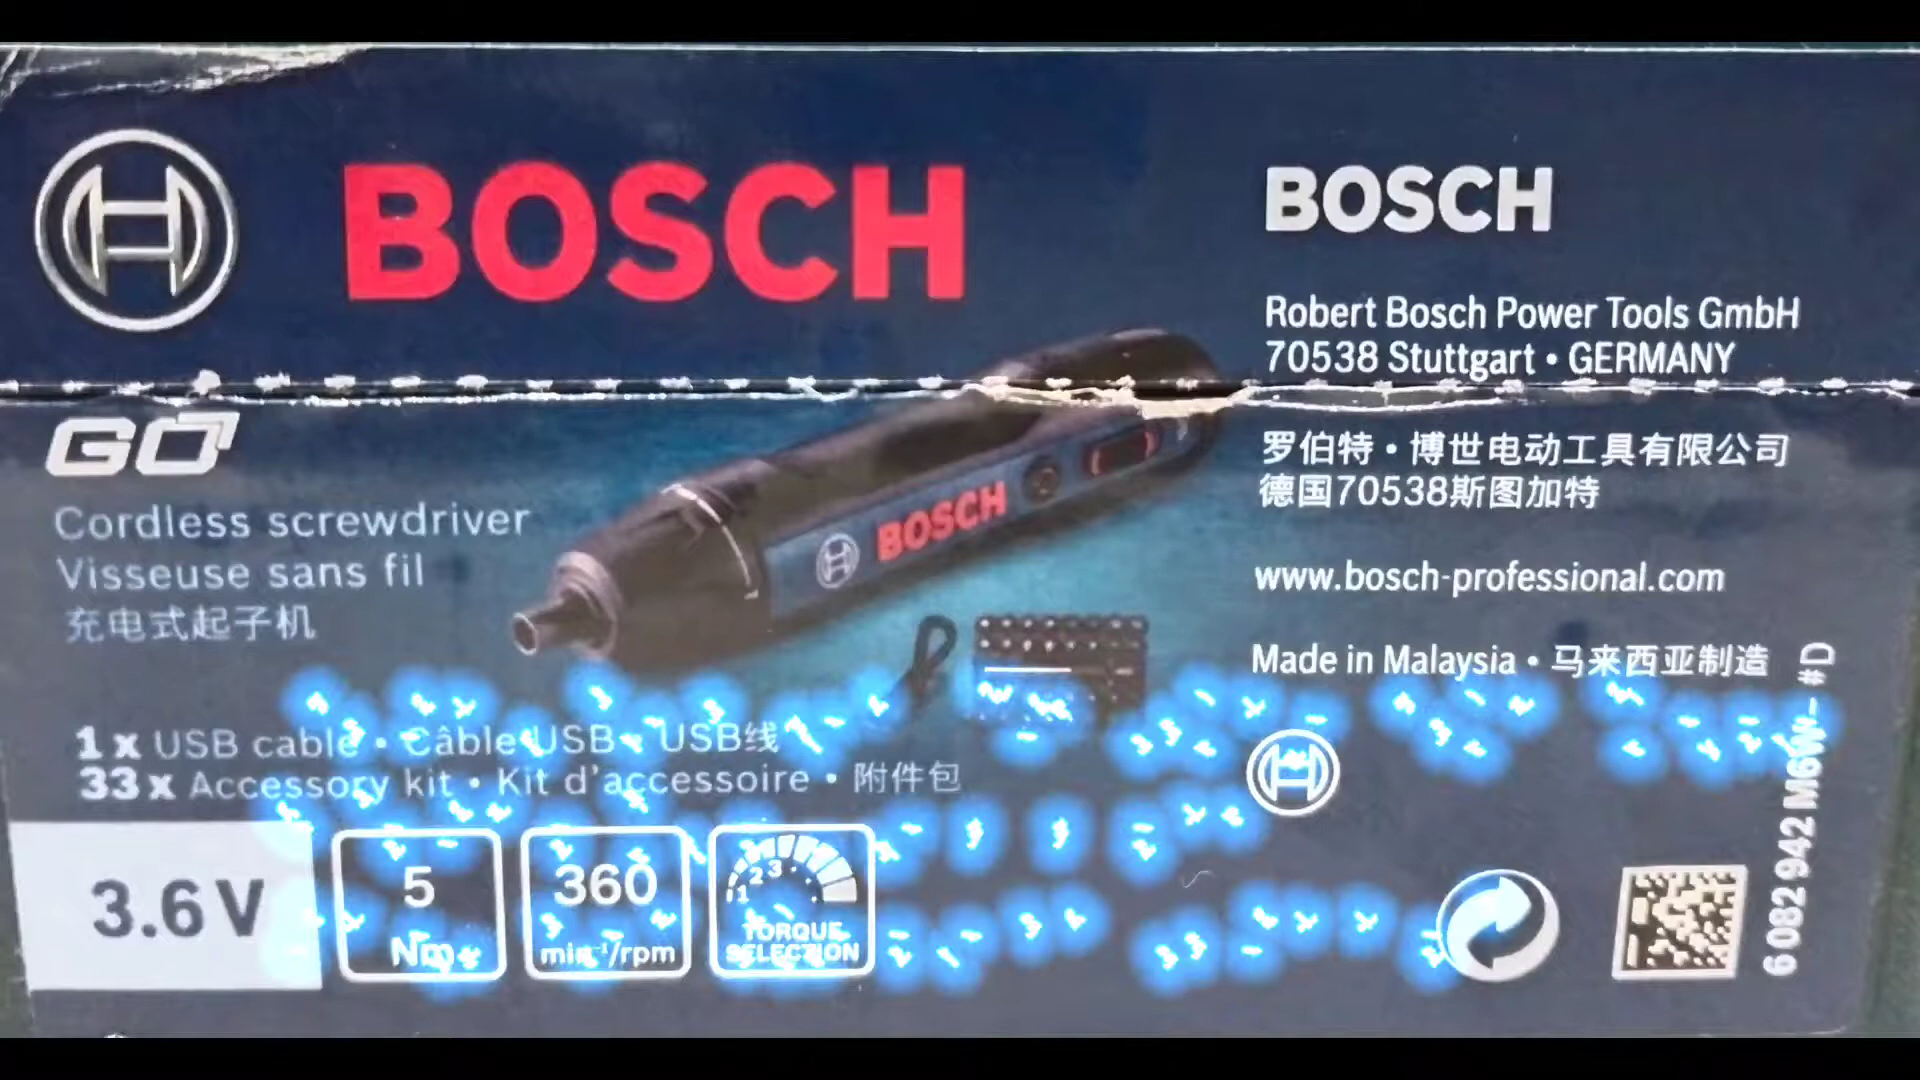 BOSCH
GO
Cordless screwdriver
Visseuse sans fil
充电式起子机
BOSCH
1 x USB cable • Câble USB • USB线
33 x Accessory kit • Kit d'accessoire • 附件包
3.6 V
5
Nm
360
min⁻¹/rpm
1 2 3
TORQUE
SELECTION
BOSCH
Robert Bosch Power Tools GmbH
70538 Stuttgart • GERMANY
罗伯特・博世电动工具有限公司
德国70538斯图加特
www.bosch-professional.com
Made in Malaysia • 马来西亚制造
6 082 942 M6W – #D